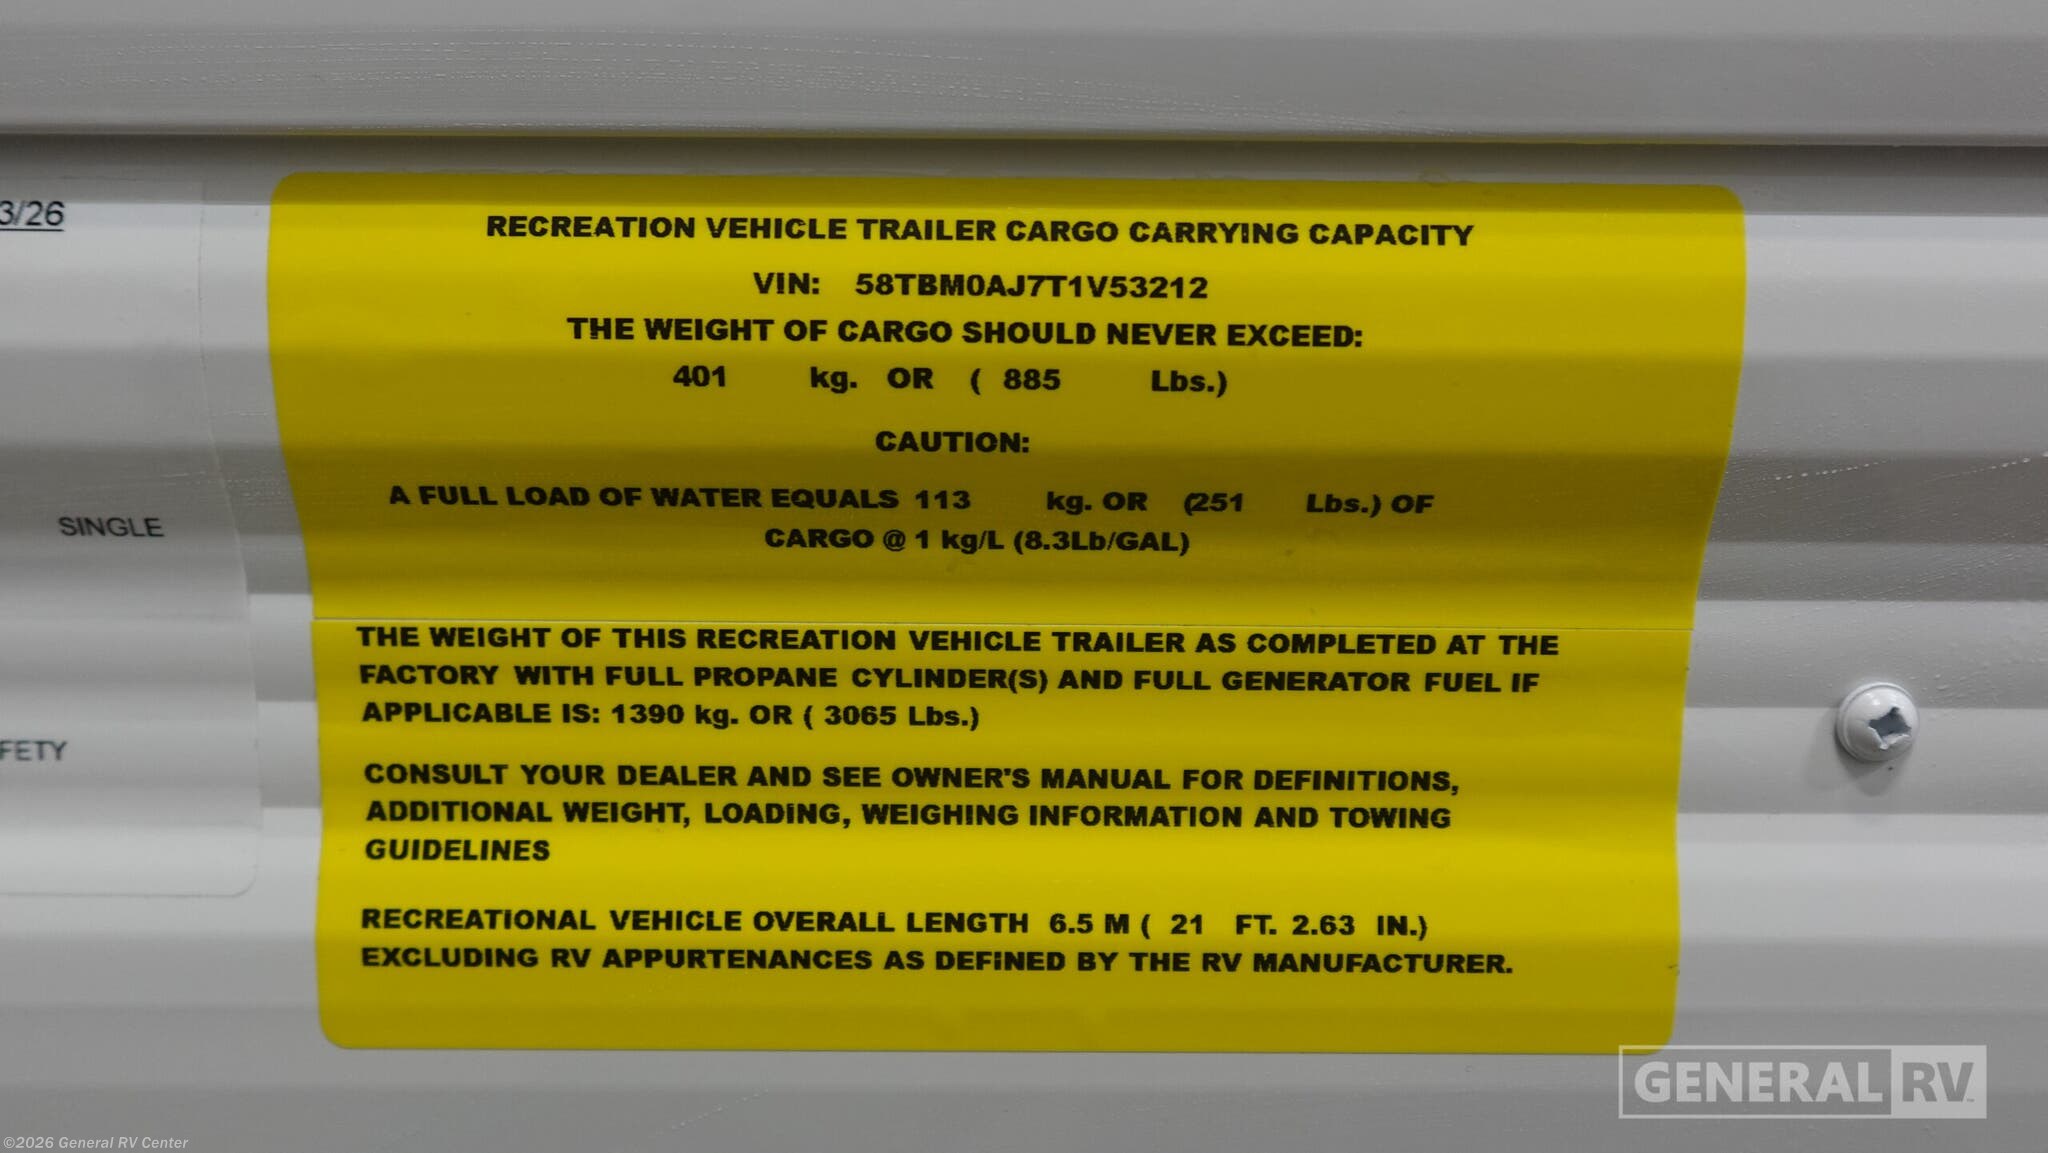 3/26
SINGLE
FETY
RECREATION VEHICLE TRAILER CARGO CARRYING CAPACITY
VIN: 58TBM0AJ7T1V53212
THE WEIGHT OF CARGO SHOULD NEVER EXCEED:
401 kg. OR ( 885 Lbs.)
CAUTION:
A FULL LOAD OF WATER EQUALS 113 kg. OR (251 Lbs.) OF
CARGO @ 1 kg/L (8.3Lb/GAL)
THE WEIGHT OF THIS RECREATION VEHICLE TRAILER AS COMPLETED AT THE
FACTORY WITH FULL PROPANE CYLINDER(S) AND FULL GENERATOR FUEL IF
APPLICABLE IS: 1390 kg. OR ( 3065 Lbs.)
CONSULT YOUR DEALER AND SEE OWNER'S MANUAL FOR DEFINITIONS,
ADDITIONAL WEIGHT, LOADING, WEIGHING INFORMATION AND TOWING
GUIDELINES
RECREATIONAL VEHICLE OVERALL LENGTH 6.5 M ( 21 FT. 2.63 IN.)
EXCLUDING RV APPURTENANCES AS DEFINED BY THE RV MANUFACTURER.
GENERAL RV
©2026 General RV Center